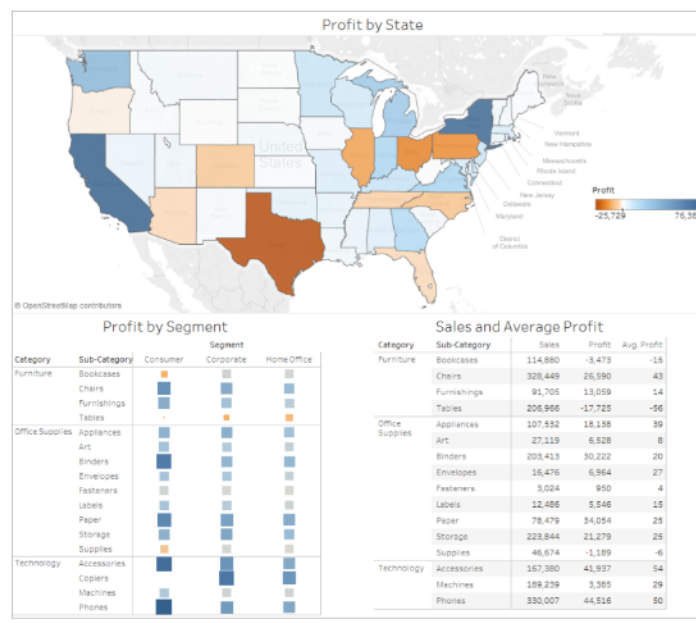 Profit by State
United
States
New
Brunswick
Nova
Scotia
Vermont
New Hampshire
Massachusetts
Rhode Island
Connecticut
New Jersey
Delaware
Maryland
District
of Columbia
Profit
-25,729
© OpenStreetMap contributors
Profit by Segment
Segment
Category Sub-Category Consumer Corporate Home Office
Furniture Bookcases
Chairs
Furnishings
Tables
Office Supplies Appliances
Art
Binders
Envelopes
Fasteners
Labels
Paper
Storage
Supplies
Technology Accessories
Copiers
Machines
Phones
Sales and Average Profit
Category Sub-Category Sales Profit Avg. Profit
Furniture Bookcases 114,880 -3,473 -15
Chairs 328,449 26,590 43
Furnishings 91,705 13,059 14
Tables 206,966 -17,725 -56
Office Supplies Appliances 107,532 18,138 39
Art 27,119 6,528 8
Binders 203,413 30,222 20
Envelopes 16,476 6,964 27
Fasteners 3,024 950 4
Labels 12,486 5,546 15
Paper 78,479 34,054 25
Storage 223,844 21,279 25
Supplies 46,674 -1,189 -6
Technology Accessories 167,380 41,937 54
Machines 189,239 3,385 29
Phones 330,007 44,516 50